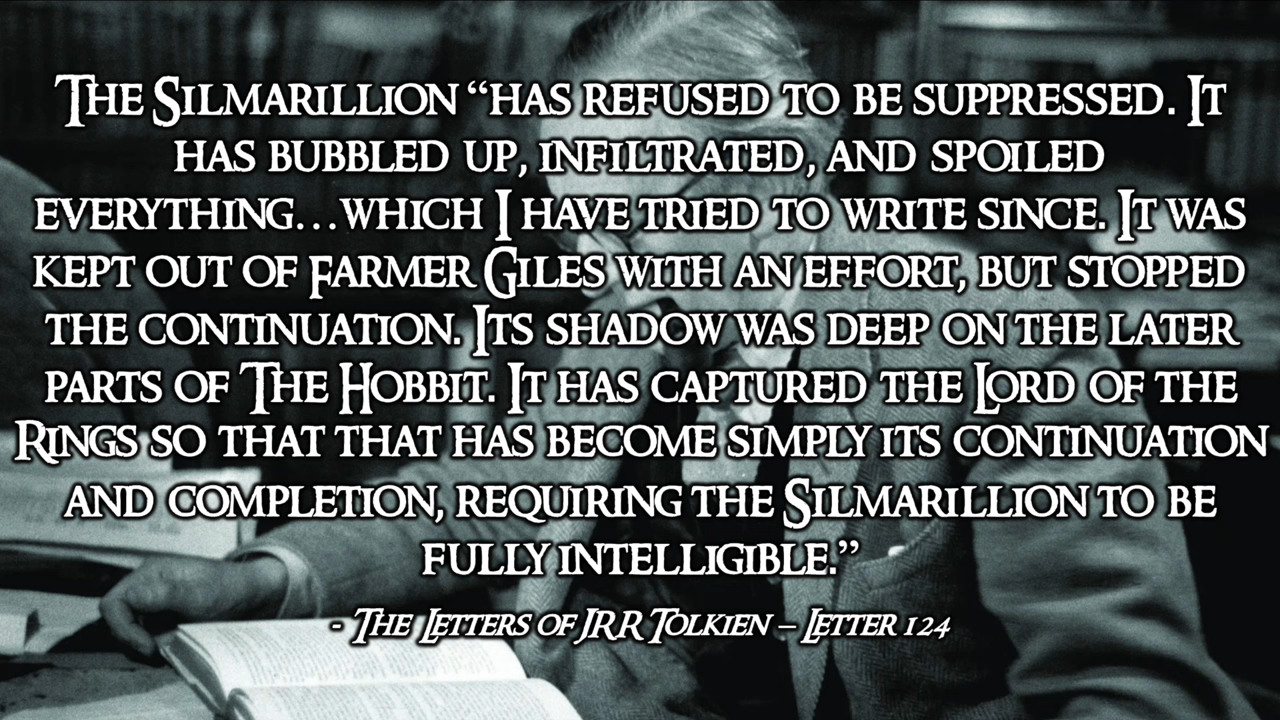 The Silmarillion “has refused to be suppressed. It
has bubbled up, infiltrated, and spoiled
everything…which I have tried to write since. It was
kept out of Farmer Giles with an effort, but stopped
the continuation. Its shadow was deep on the later
parts of The Hobbit. It has captured the Lord of the
Rings so that that has become simply its continuation
and completion, requiring the Silmarillion to be
fully intelligible.”
- The Letters of JRR Tolkien – Letter 124